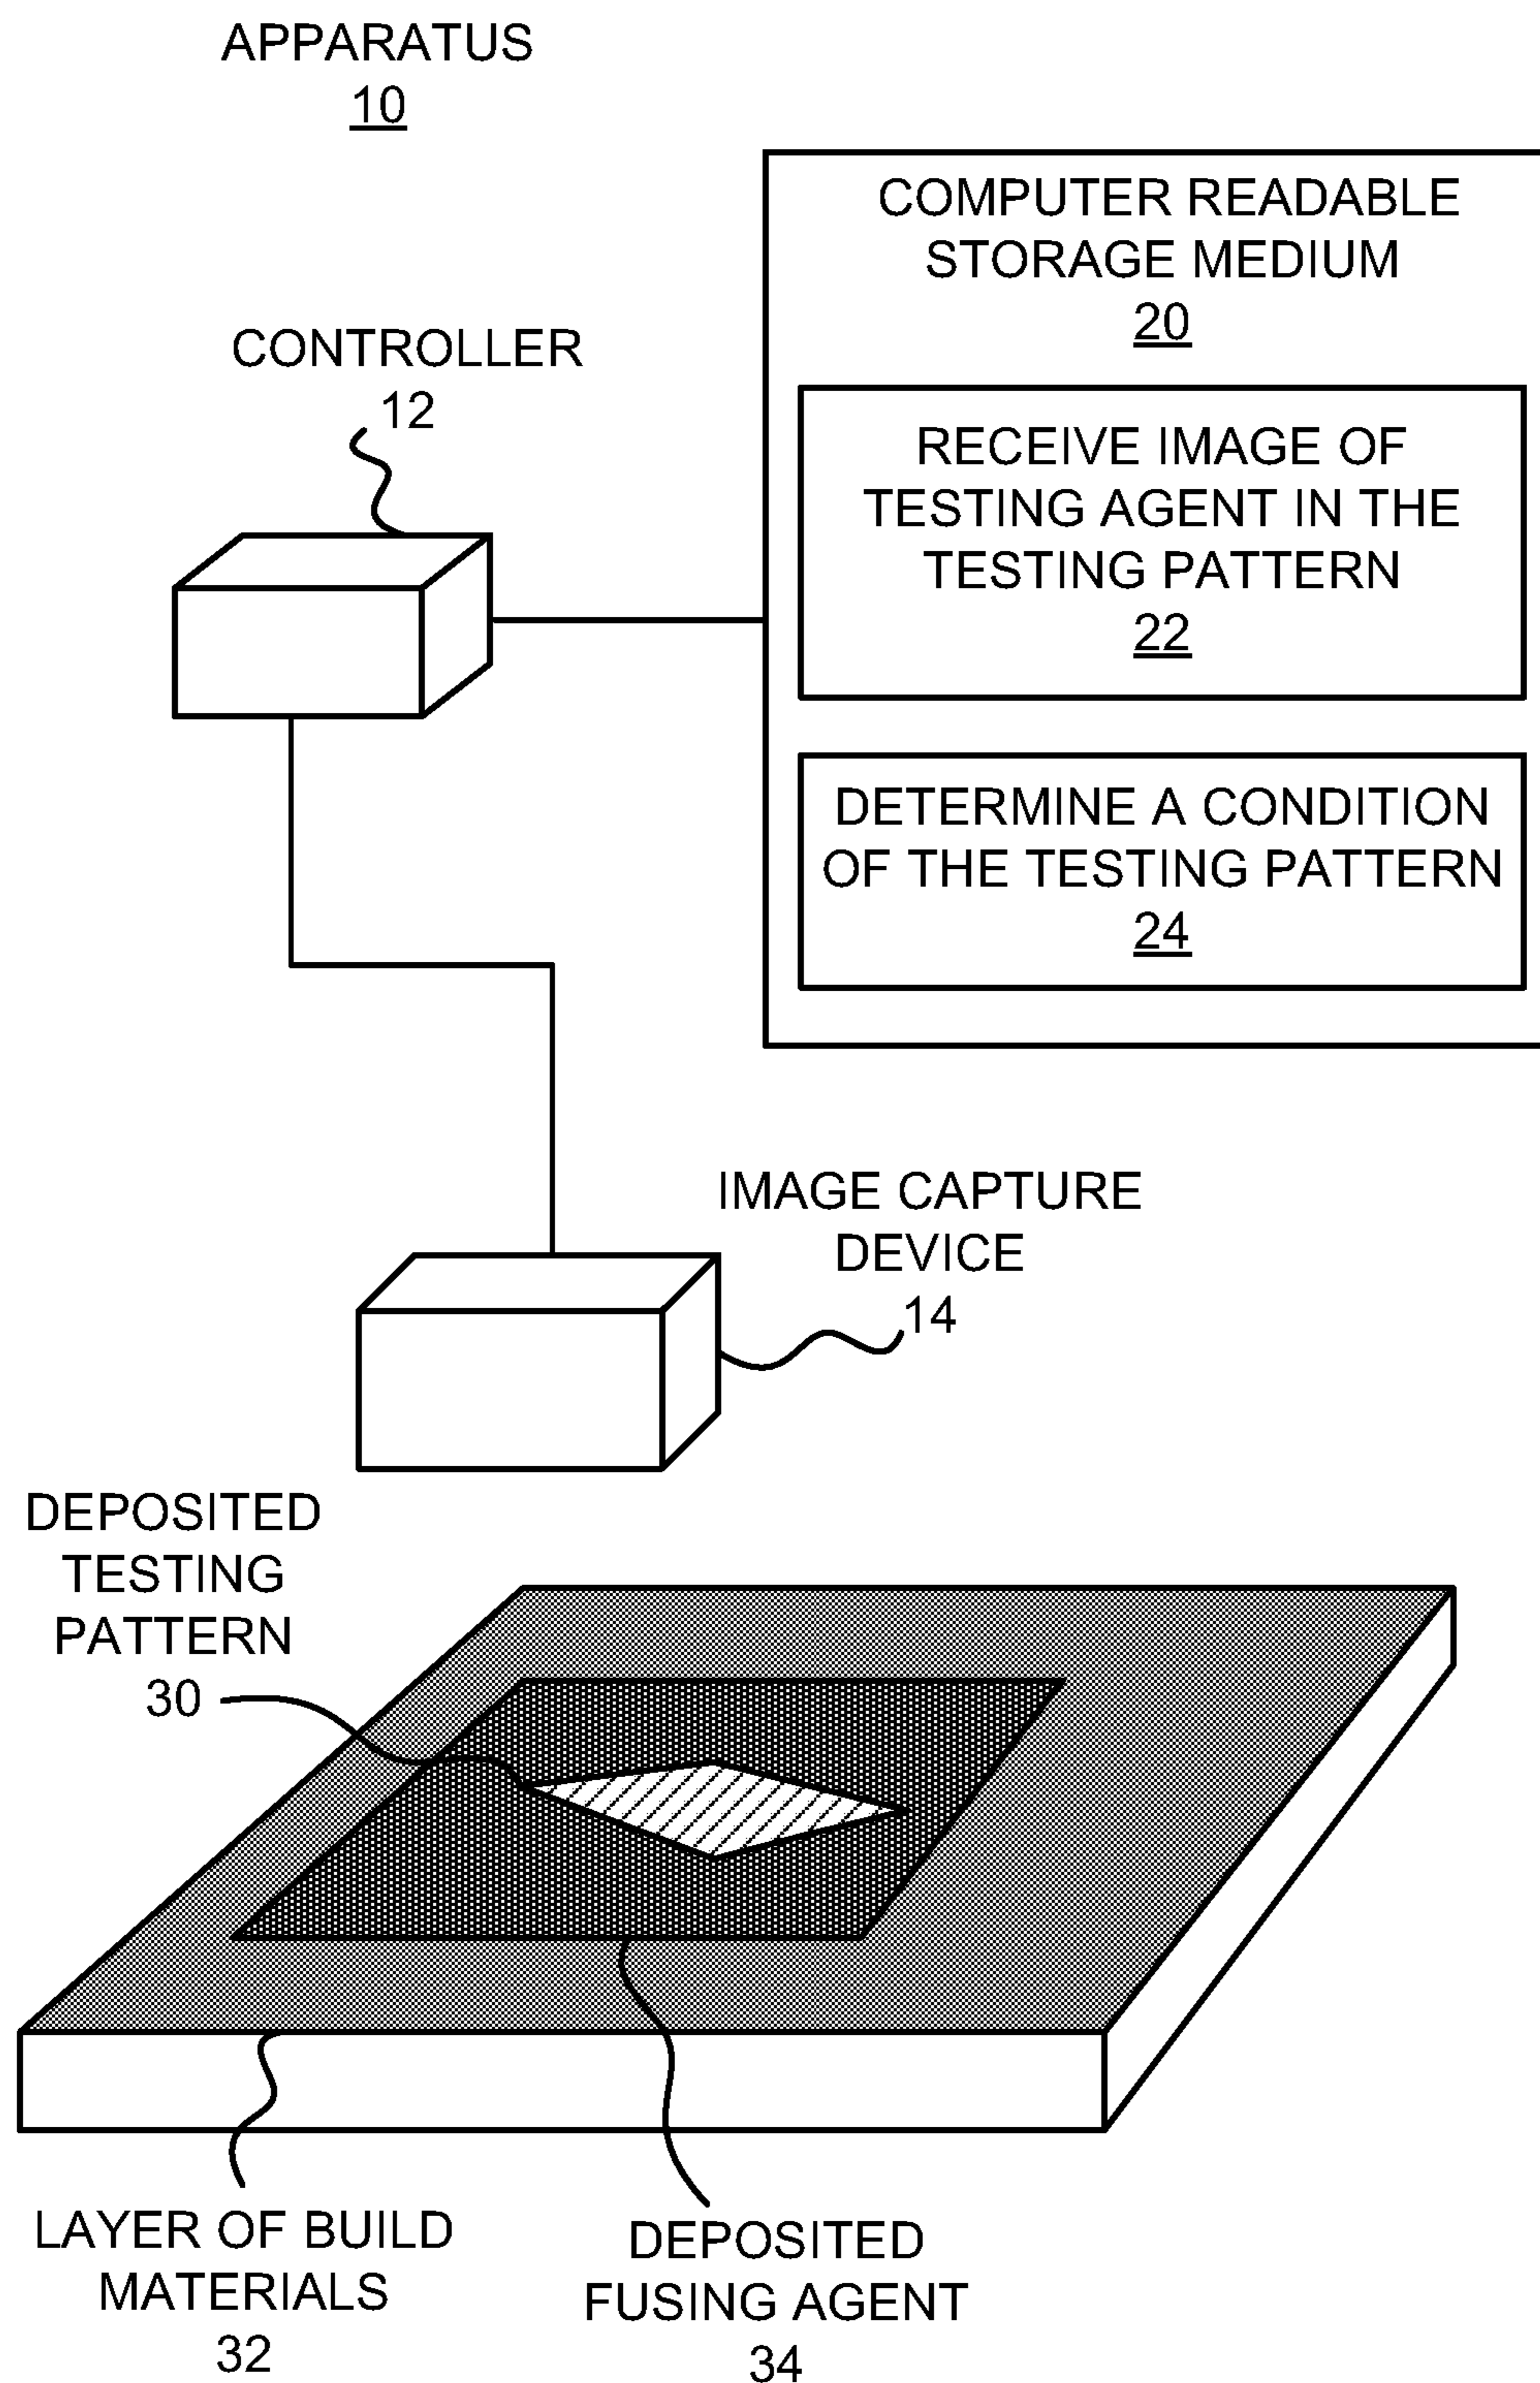 APPARATUS
10
COMPUTER READABLE
STORAGE MEDIUM
20
CONTROLLER
12
RECEIVE IMAGE OF
TESTING AGENT IN THE
TESTING PATTERN
22
DETERMINE A CONDITION
OF THE TESTING PATTERN
24
IMAGE CAPTURE
DEVICE
14
DEPOSITED
TESTING
PATTERN
30
LAYER OF BUILD
MATERIALS
32
DEPOSITED
FUSING AGENT
34